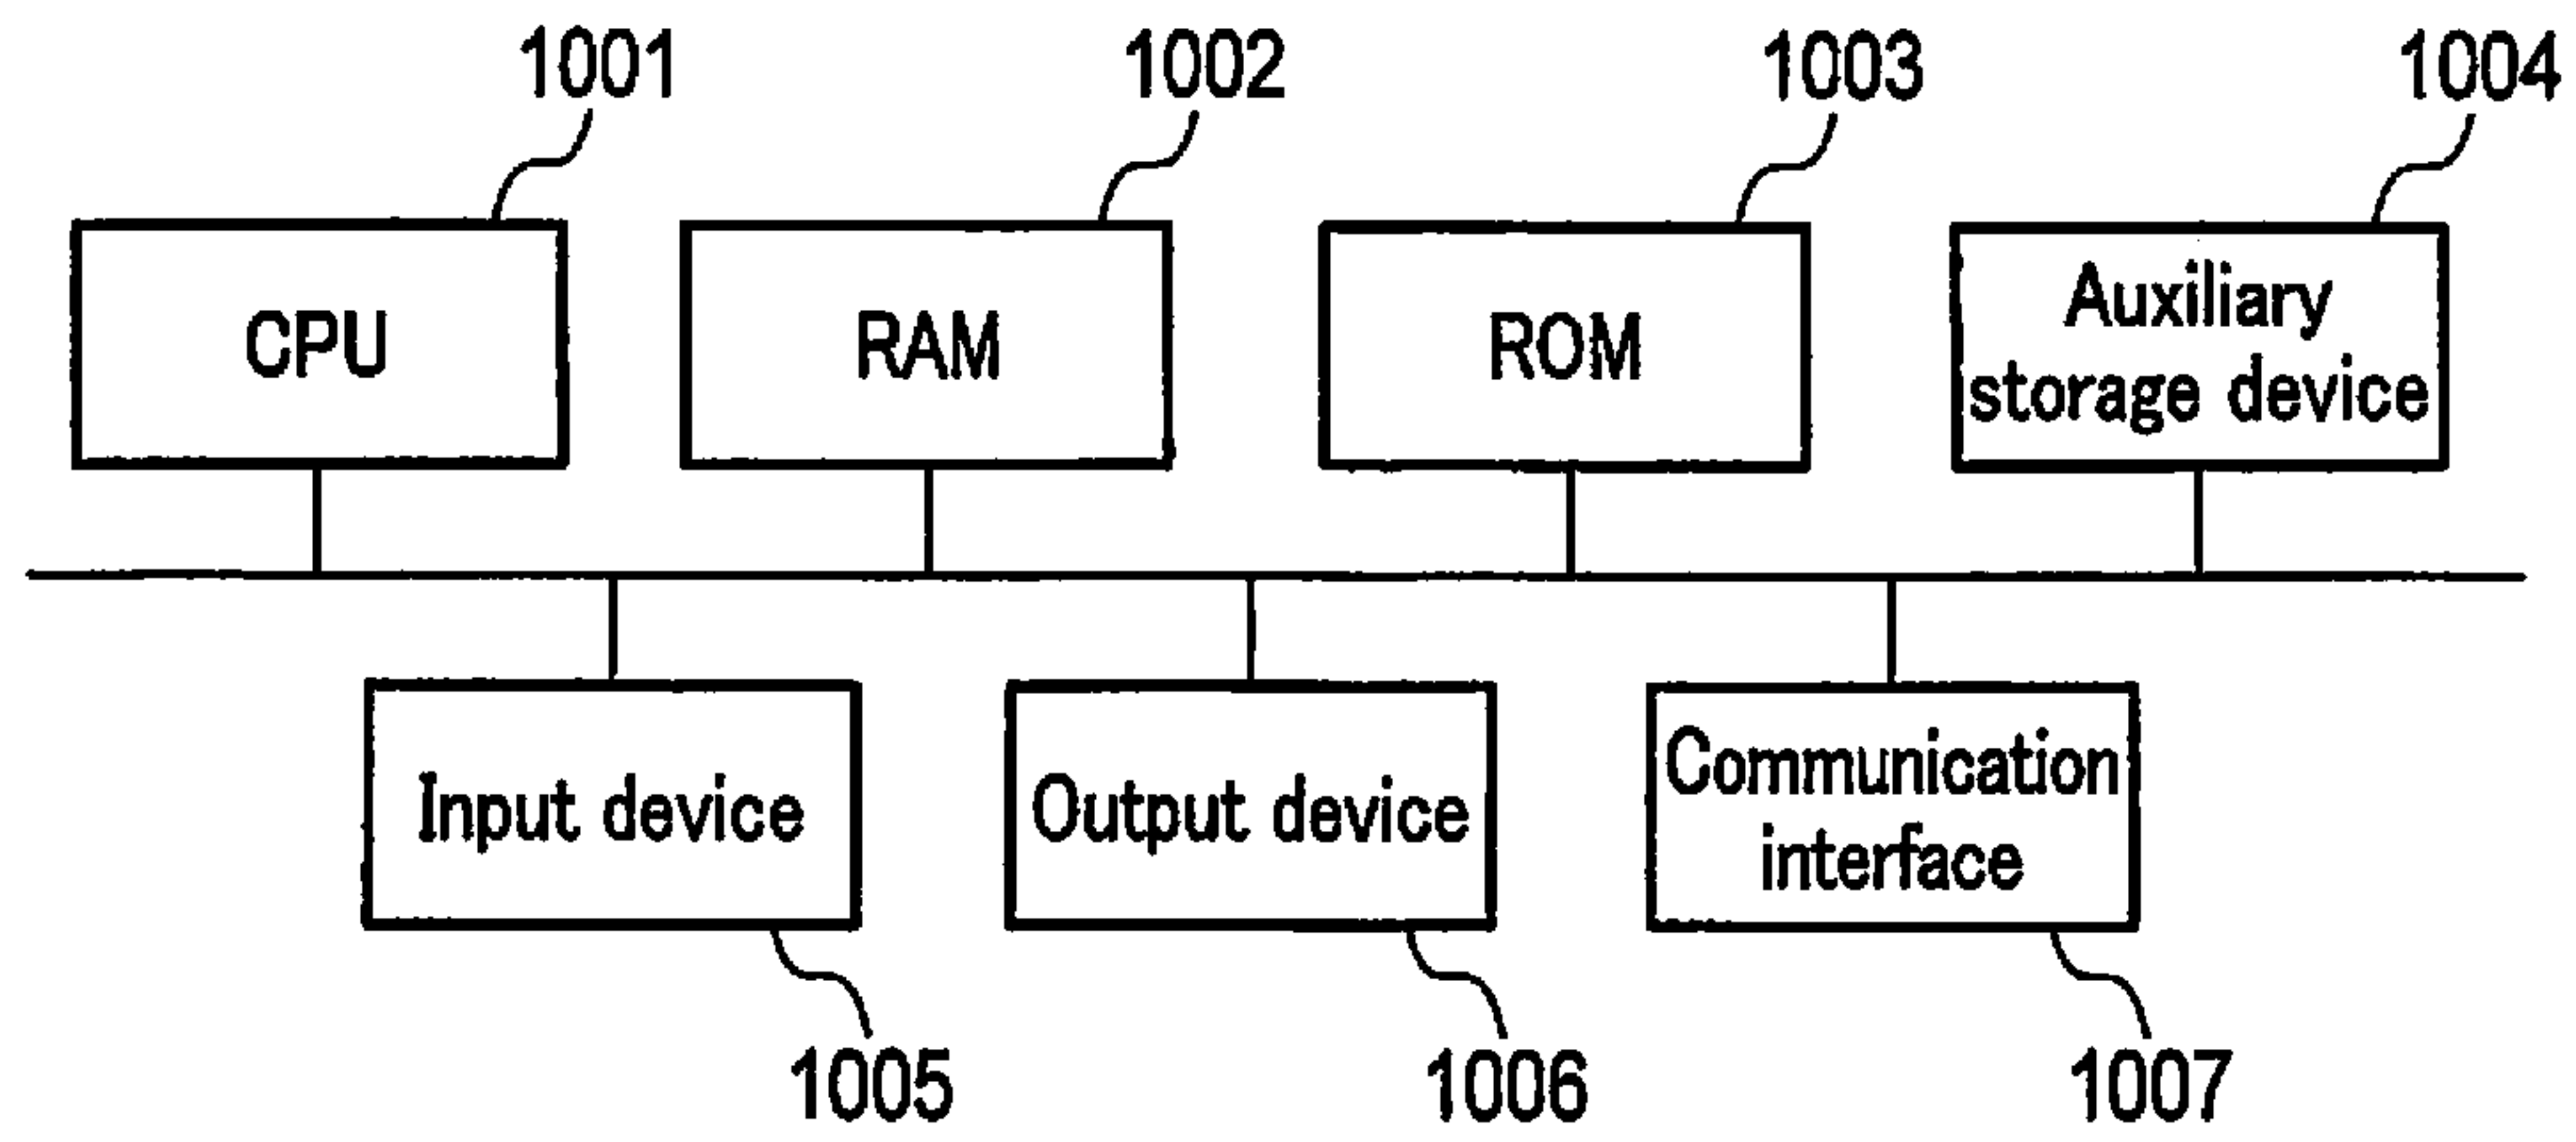 1001
1002
1003
1004
CPU
RAM
ROM
Auxiliary
storage device
Input device
Output device
Communication
interface
1005
1006
1007